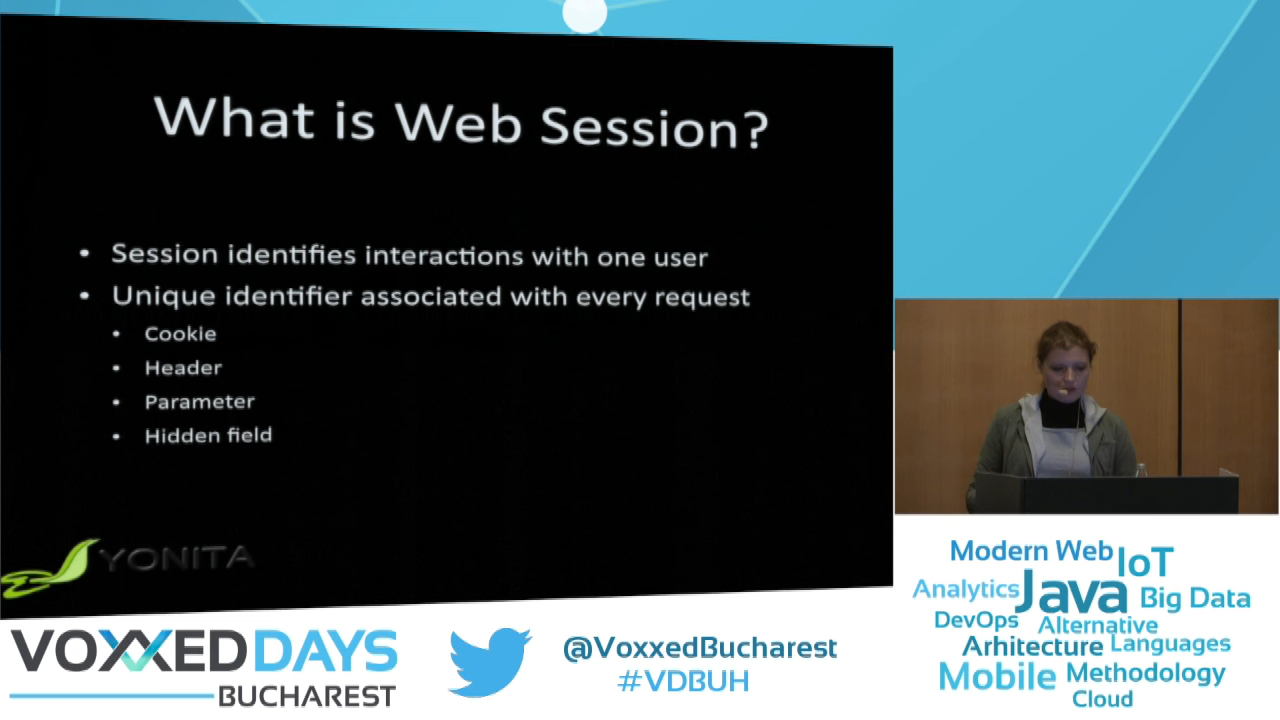 What is Web Session?
• Session identifies interactions with one user
• Unique identifier associated with every request
• Cookie
• Header
• Parameter
• Hidden field
YONITA
VOXXED DAYS
BUCHAREST
@VoxxedBucharest
#VDBUH
Modern Web IoT
Analytics Java Big Data
DevOps Alternative
Arhitecture Languages
Mobile Methodology
Cloud